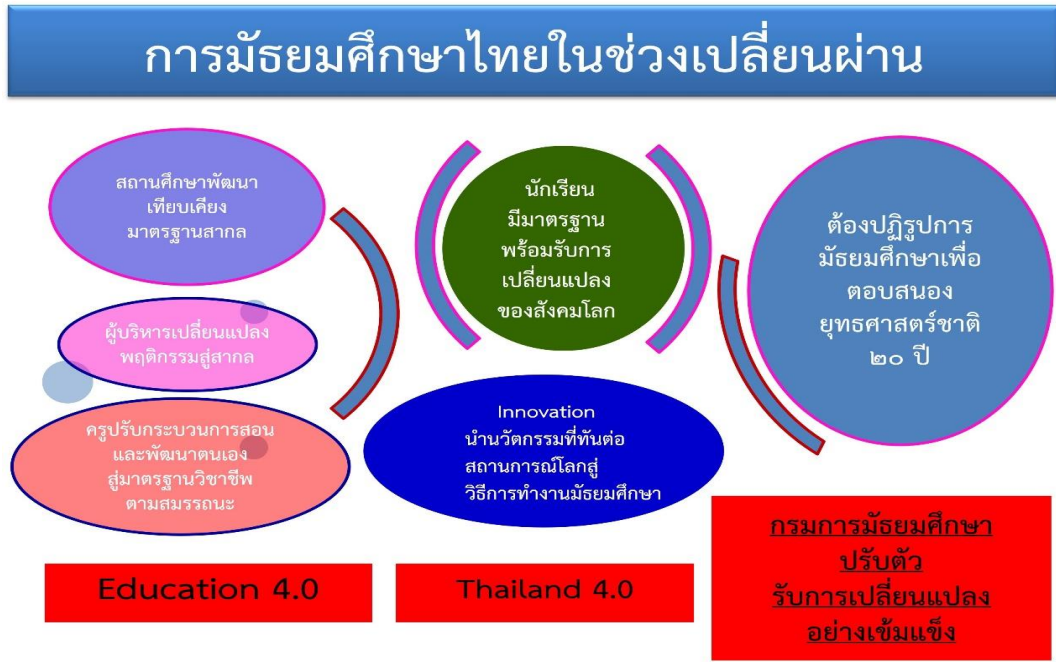 การมัธยมศึกษาไทยในช่วงเปลี่ยนผ่าน
สถานศึกษาพัฒนา
เทียบเคียง
มาตรฐานสากล
ผู้บริหารเปลี่ยนแปลง
พฤติกรรมสู่สากล
ครูปรับกระบวนการสอน
และพัฒนาตนเอง
สู่มาตรฐานวิชาชีพ
ตามสมรรถนะ
Education 4.0
นักเรียน
มีมาตรฐาน
พร้อมรับการ
เปลี่ยนแปลง
ของสังคมโลก
Innovation
นำนวัตกรรมที่ทันต่อ
สถานการณ์โลกสู่
วิธีการทำงานมัธยมศึกษา
Thailand 4.0
ต้องปฏิรูปการ
มัธยมศึกษาเพื่อ
ตอบสนอง
ยุทธศาสตร์ชาติ
๒๐ ปี
กรมการมัธยมศึกษา
ปรับตัว
รับการเปลี่ยนแปลง
อย่างเข้มแข็ง